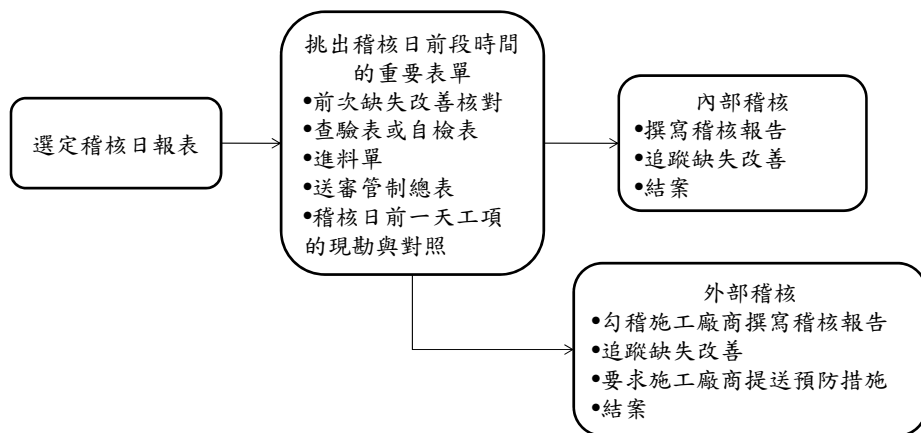 選定稽核日報表
挑出稽核日前段時間
的重要表單
•前次缺失改善核對
•查驗表或自檢表
•進料單
•送審管制總表
•稽核日前一天工項
的現勘與對照
內部稽核
•撰寫稽核報告
•追蹤缺失改善
•結案
外部稽核
•勾稽施工廠商撰寫稽核報告
•追蹤缺失改善
•要求施工廠商提送預防措施
•結案